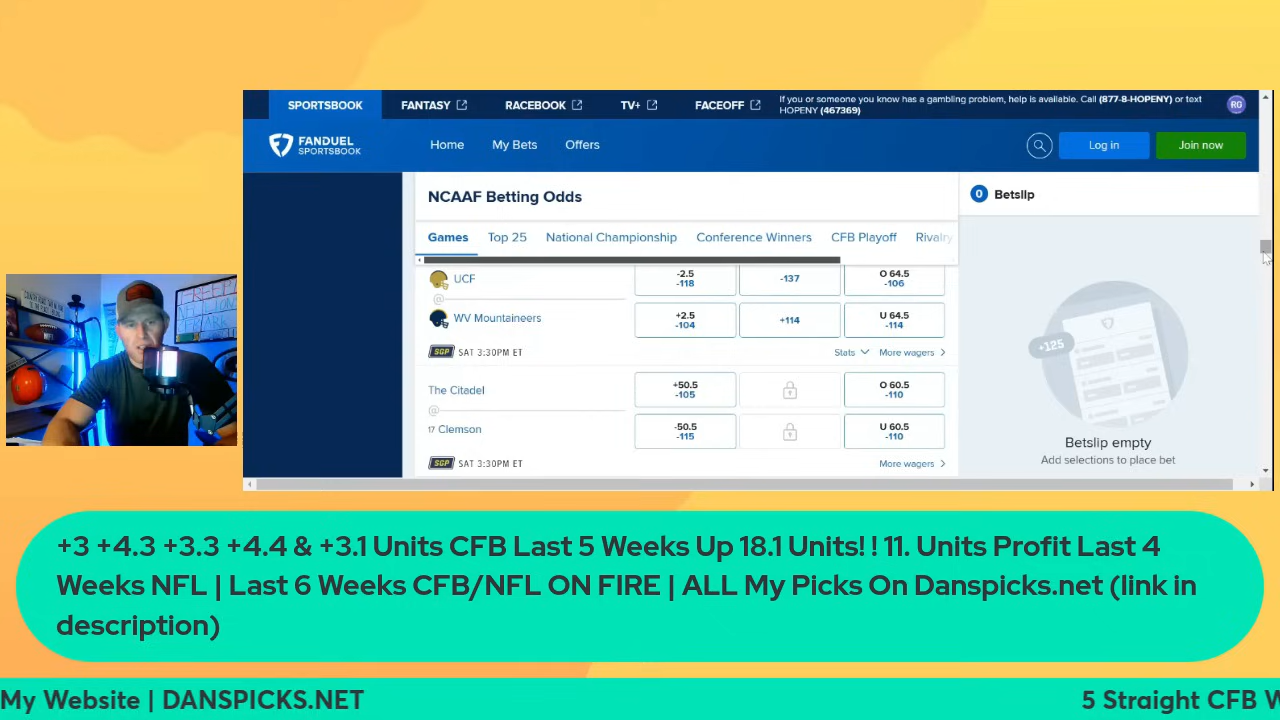 SPORTSBOOK FANTASY RACEBOOK TV+ FACEOFF If you or someone you know has a gambling problem, help is available. Call (877-8-HOPENY) or text
HOPENY (467369) RG
FANDUEL
SPORTSBOOK
Home My Bets Offers Log in Join now
NCAAF Betting Odds 0 Betslip
Games Top 25 National Championship Conference Winners CFB Playoff Rivalry
UCF -2.5 -118 -137 O 64.5 -106
@
WV Mountaineers +2.5 -104 +114 U 64.5 -114
SGP SAT 3:30PM ET Stats More wagers
The Citadel +50.5 -105 O 60.5 -110
@
17 Clemson -50.5 -115 U 60.5 -110
SGP SAT 3:30PM ET More wagers
+125
Betslip empty
Add selections to place bet
+3 +4.3 +3.3 +4.4 & +3.1 Units CFB Last 5 Weeks Up 18.1 Units! ! 11. Units Profit Last 4
Weeks NFL | Last 6 Weeks CFB/NFL ON FIRE | ALL My Picks On Danspicks.net (link in
description)
My Website | DANSPICKS.NET 5 Straight CFB W